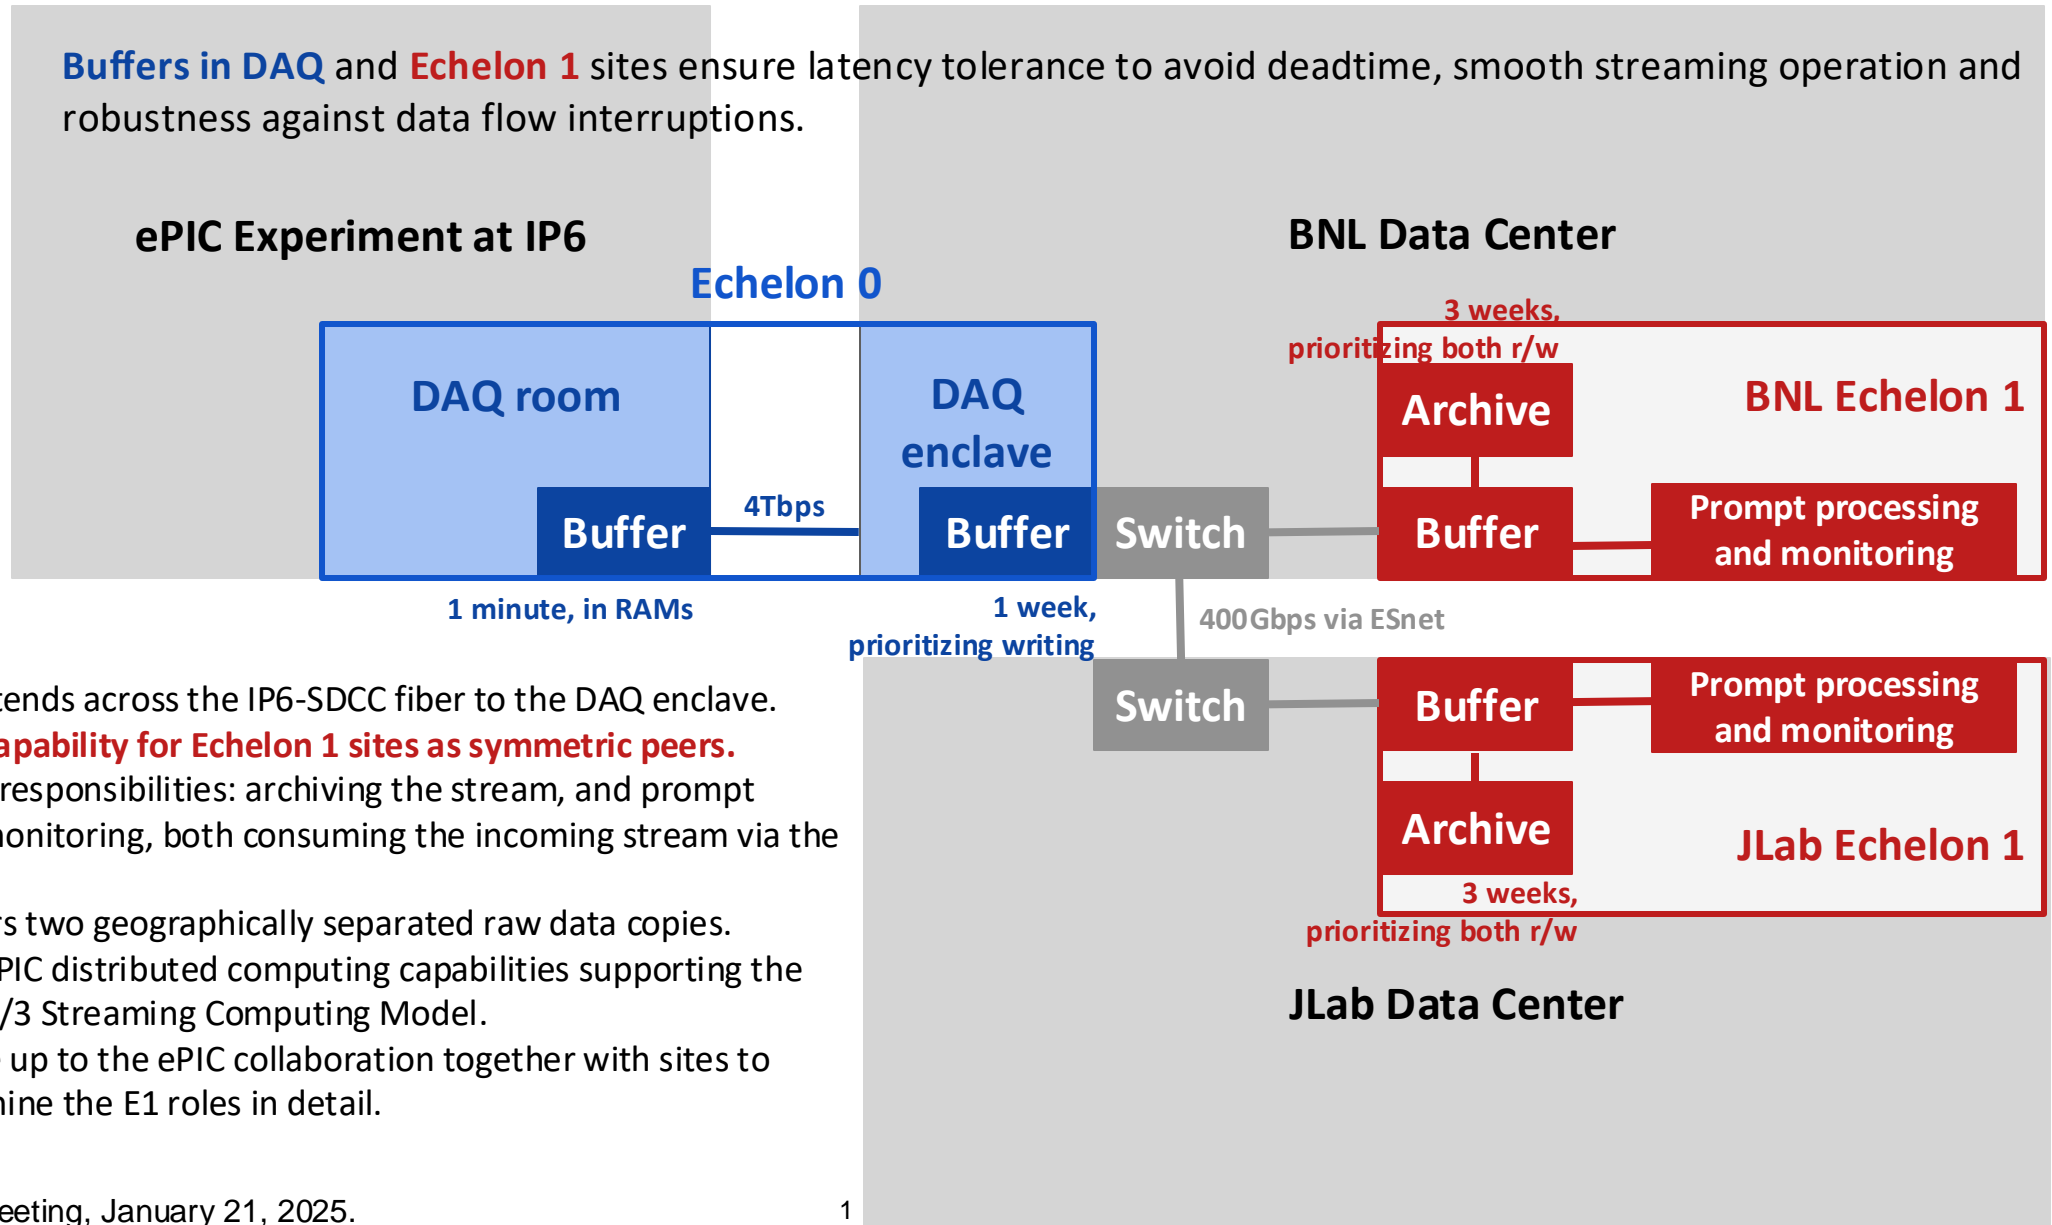 Buffers in DAQ and Echelon 1 sites ensure latency tolerance to avoid deadtime, smooth streaming operation and
robustness against data flow interruptions.
ePIC Experiment at IP6
BNL Data Center
Echelon 0
3 weeks,
prioritizing both r/w
DAQ room
DAQ
enclave
Archive
BNL Echelon 1
Buffer
4Tbps
Buffer
Switch
Buffer
Prompt processing
and monitoring
1 minute, in RAMs
1 week,
prioritizing writing
400Gbps via ESnet
Switch
Buffer
Prompt processing
and monitoring
Archive
JLab Echelon 1
3 weeks,
prioritizing both r/w
JLab Data Center
tends across the IP6-SDCC fiber to the DAQ enclave.
apability for Echelon 1 sites as symmetric peers.
responsibilities: archiving the stream, and prompt
nonitoring, both consuming the incoming stream via the
rs two geographically separated raw data copies.
PIC distributed computing capabilities supporting the
/3 Streaming Computing Model.
up to the ePIC collaboration together with sites to
nine the E1 roles in detail.
eeting, January 21, 2025.
1